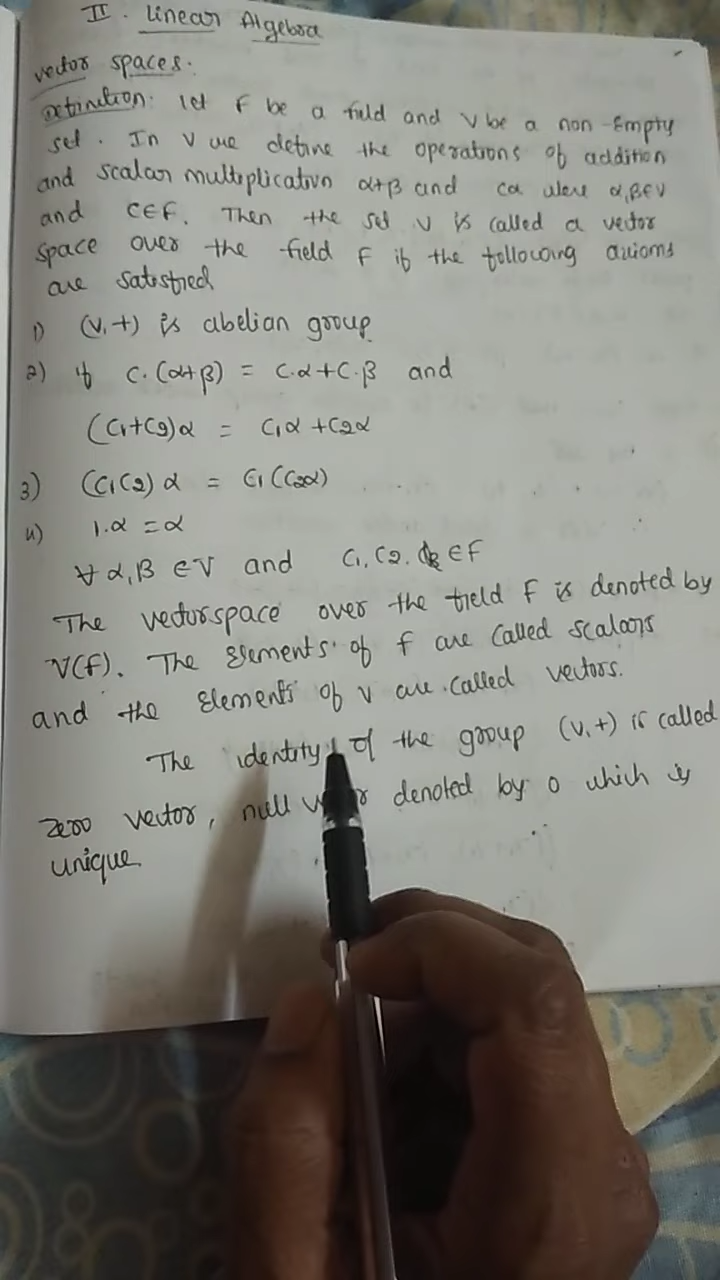 II. Linear Algebra
vector spaces.
Definition: let F be a field and V be a non-Empty
set. In V we define the operations of addition
and scalar multiplication α+β and cα were α,β∈V
and C∈F. Then the set V is called a vector
space over the field F if the following axioms
are satisfied
1) (V,+) is abelian group
2) if C.(α+β) = C.α+C.β and
(C1+C2)α = C1α+C2α
3) (C1C2)α = C1(C2α)
4) 1.α = α
∀ α,β ∈V and C1, C2. ∈F
The vectorspace over the field F is denoted by
V(F). The Elements of F are called scalars
and the Elements of V are called vectors.
The identity of the group (V,+) is called
zero vector, null denoted by 0 which is
unique